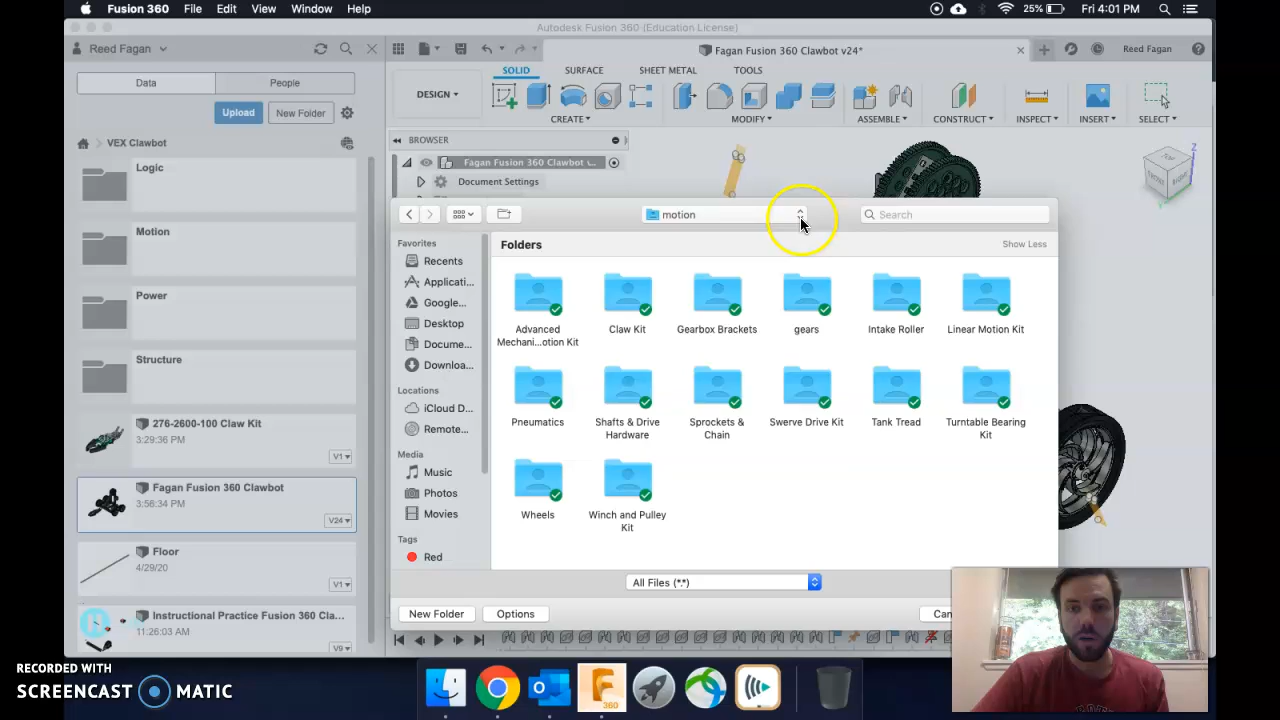 Fusion 360 File Edit View Window Help 25% Fri 4:01 PM
Autodesk Fusion 360 (Education License)
Reed Fagan
Fagan Fusion 360 Clawbot v24*
Reed Fagan
Data People
SOLID SURFACE SHEET METAL TOOLS
DESIGN
Upload New Folder
CREATE MODIFY ASSEMBLE CONSTRUCT INSPECT INSERT SELECT
VEX Clawbot
BROWSER
Logic
Fagan Fusion 360 Clawbot v...
Document Settings
Motion
Power
Structure
276-2600-100 Claw Kit
3:29:36 PM
V1
Fagan Fusion 360 Clawbot
3:56:34 PM
V24
Floor
4/29/20
V1
Instructional Practice Fusion 360 Cla...
11:26:03 AM
V9
motion
Search
Favorites
Recents
Applicati...
Google...
Desktop
Docume...
Downloa...
Locations
iCloud D...
Remote...
Media
Music
Photos
Movies
Tags
Red
Folders Show Less
Advanced
Mechani...otion Kit
Claw Kit
Gearbox Brackets
gears
Intake Roller
Linear Motion Kit
Pneumatics
Shafts & Drive
Hardware
Sprockets &
Chain
Swerve Drive Kit
Tank Tread
Turntable Bearing
Kit
Wheels
Winch and Pulley
Kit
All Files (*.*)
New Folder Options Can
TOP
FRONT
RIGHT
Z
RECORDED WITH
SCREENCAST MATIC
F
360